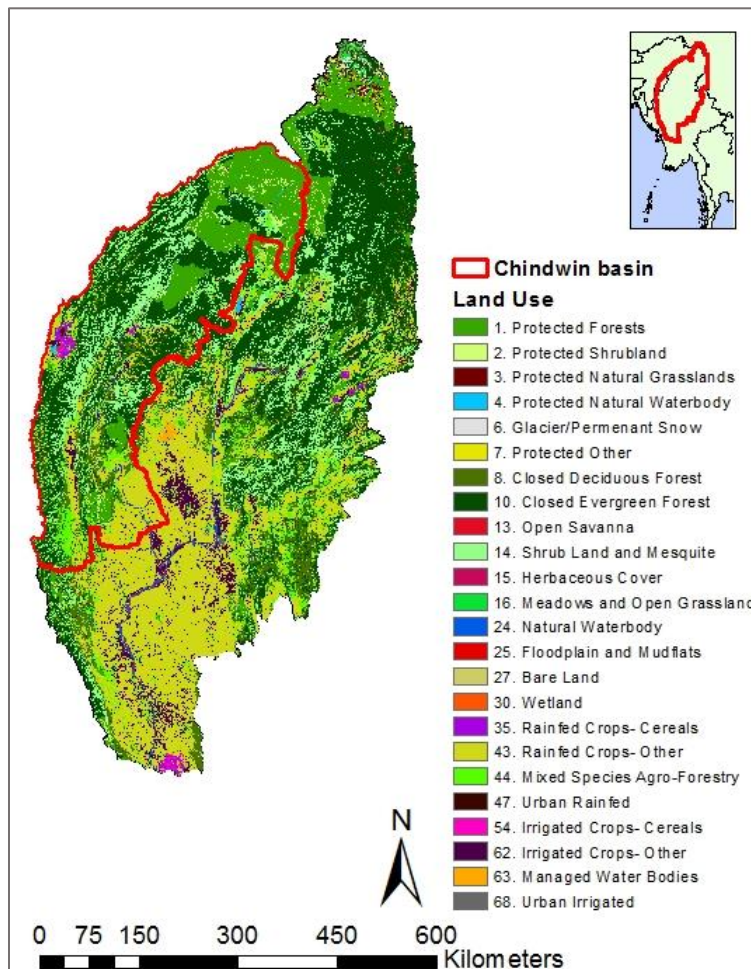 Chindwin basin
Land Use
1. Protected Forests
2. Protected Shrubland
3. Protected Natural Grasslands
4. Protected Natural Waterbody
6. Glacier/Permenant Snow
7. Protected Other
8. Closed Deciduous Forest
10. Closed Evergreen Forest
13. Open Savanna
14. Shrub Land and Mesquite
15. Herbaceous Cover
16. Meadows and Open Grassland
24. Natural Waterbody
25. Floodplain and Mudflats
27. Bare Land
30. Wetland
35. Rainfed Crops- Cereals
43. Rainfed Crops- Other
44. Mixed Species Agro-Forestry
47. Urban Rainfed
54. Irrigated Crops- Cereals
62. Irrigated Crops- Other
63. Managed Water Bodies
68. Urban Irrigated
N
0 75 150 300 450 600
Kilometers